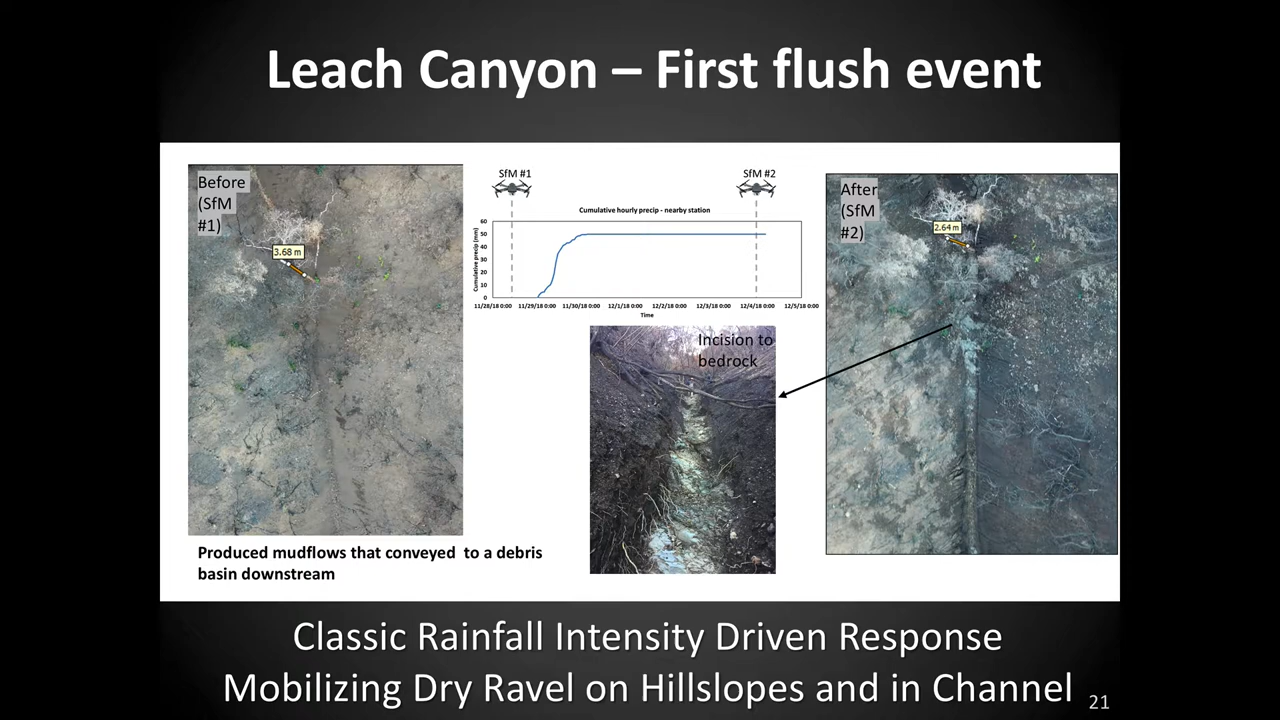 Leach Canyon – First flush event
Before
(SfM
#1)
3.68 m
SfM #1
SfM #2
Cumulative hourly precip - nearby station
Cumulative precip (mm)
60
50
40
30
20
10
0
11/28/18 0:00 11/29/18 0:00 11/30/18 0:00 12/1/18 0:00 12/2/18 0:00 12/3/18 0:00 12/4/18 0:00 12/5/18 0:00
Time
After
(SfM
#2)
2.64 m
Incision to
bedrock
Produced mudflows that conveyed to a debris
basin downstream
Classic Rainfall Intensity Driven Response
Mobilizing Dry Ravel on Hillslopes and in Channel
21